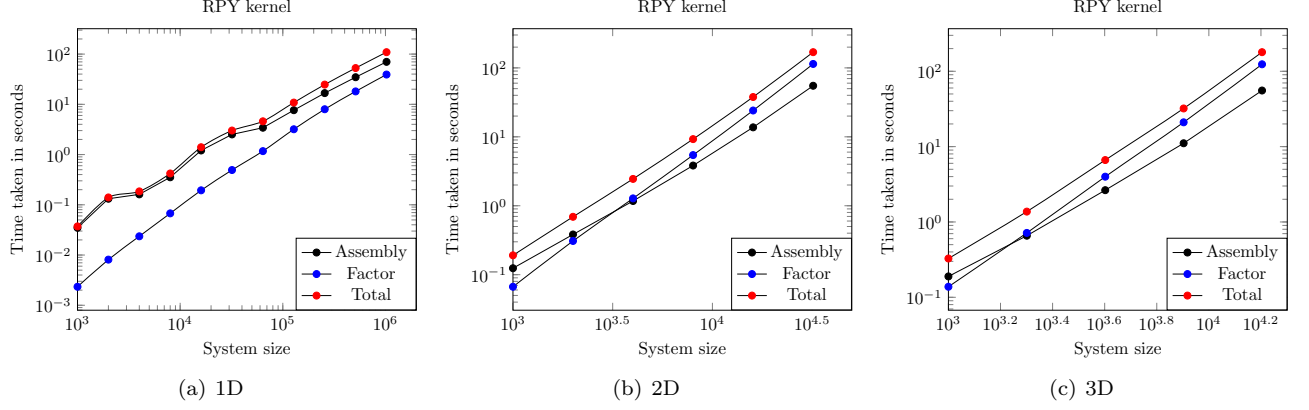 RPY kernel
10^2
10^1
10^0
10^−1
10^−2
10^−3
Time taken in seconds
Assembly
Factor
Total
10^3
10^4
10^5
10^6
System size
(a) 1D
RPY kernel
10^2
10^1
10^0
10^−1
Time taken in seconds
Assembly
Factor
Total
10^3
10^3.5
10^4
10^4.5
System size
(b) 2D
RPY kernel
10^2
10^1
10^0
10^−1
Time taken in seconds
Assembly
Factor
Total
10^3
10^3.2
10^3.4
10^3.6
10^3.8
10^4
10^4.2
System size
(c) 3D